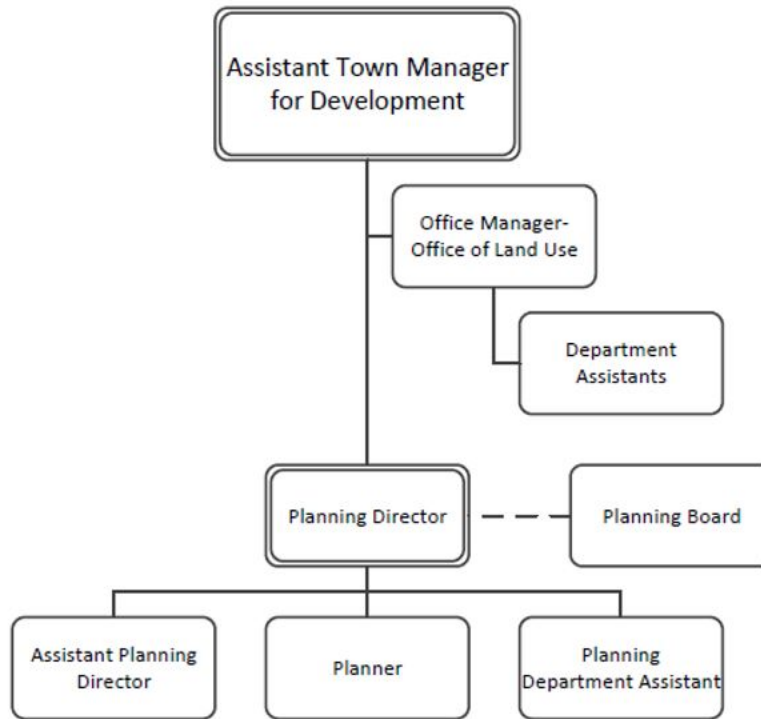 Assistant Town Manager
for Development
Office Manager-
Office of Land Use
Department
Assistants
Planning Director
Planning Board
Assistant Planning
Director
Planner
Planning
Department Assistant